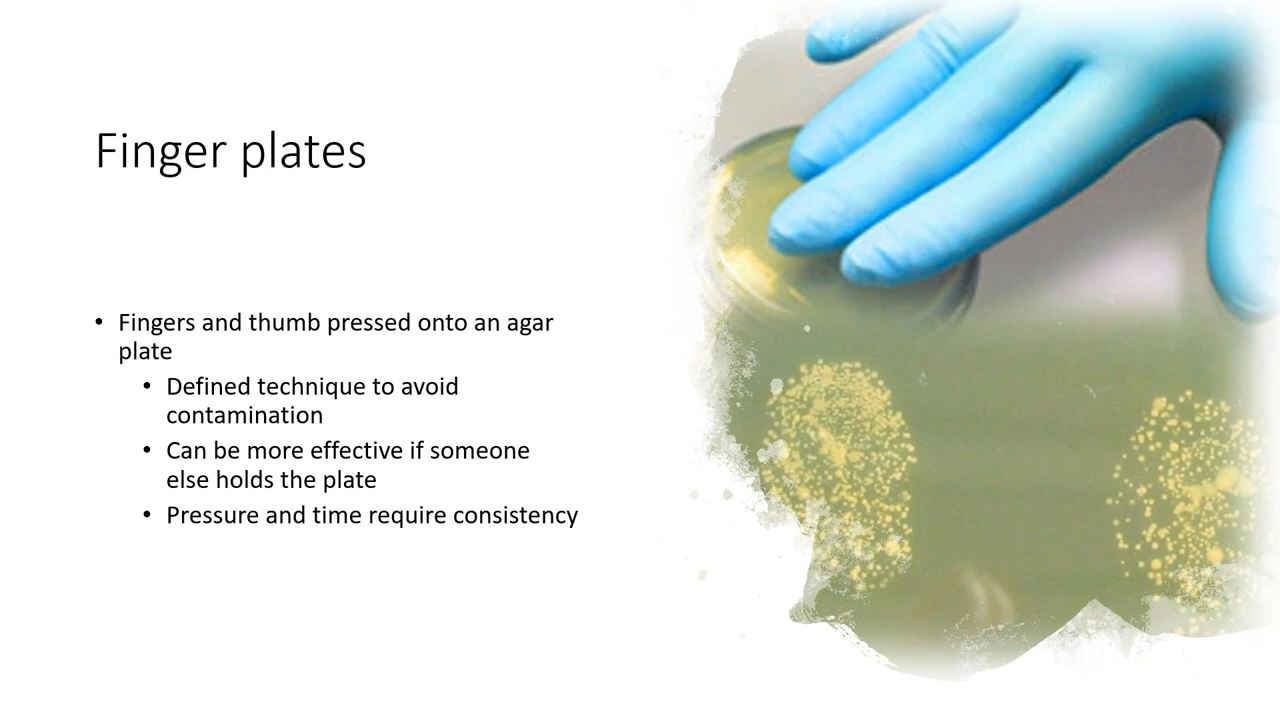 Finger plates
• Fingers and thumb pressed onto an agar
plate
• Defined technique to avoid
contamination
• Can be more effective if someone
else holds the plate
• Pressure and time require consistency